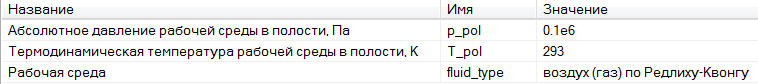 Название Имя Значение
Абсолютное давление рабочей среды в полости, Па p_pol 0.1e6
Термодинамическая температура рабочей среды в полости, К T_pol 293
Рабочая среда fluid_type воздух (газ) по Редлиху-Квонгу